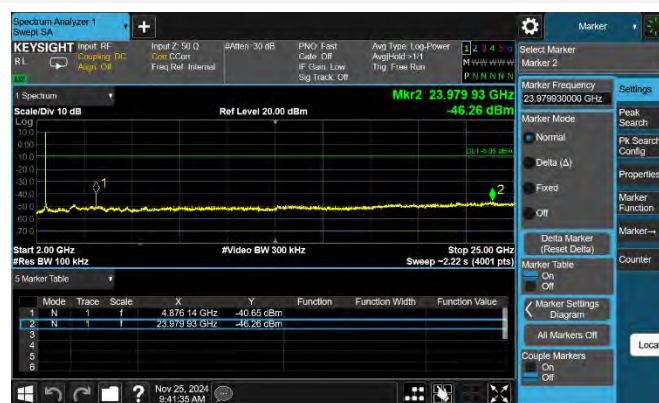 Spectrum Analyzer 1
Swept SA
+
Marker
KEYSIGHT Input: RF Input Z: 50 Ω #Atten: 30 dB PNO: Fast Avg Type: Log-Power 1 2 3 4 5 6
RL Coupling: DC Corr CCorr Gate: Off Avg|Hold:>1/1 M W W W W W
Align: Off Freq Ref: Internal IF Gain: Low Trig: Free Run
Sig Track: Off P N N N N N
Select Marker
Marker 2
1 Spectrum
Mkr2 23.979 93 GHz
Scale/Div 10 dB Ref Level 20.00 dBm -46.26 dBm
Log
10.0
0.00
-10.0
-20.0
-30.0
-40.0
-50.0
-60.0
-70.0
1
2
Start 2.00 GHz #Video BW 300 kHz Stop 25.00 GHz
#Res BW 100 kHz Sweep ~2.22 s (4001 pts)
5 Marker Table
Mode Trace Scale X Y Function Function Width Function Value
1 N 1 f 4.876 14 GHz -40.65 dBm
2 N 1 f 23.979 93 GHz -46.26 dBm
3
4
5
6
Nov 25, 2024
9:41:35 AM
?
Marker Frequency
23.979930000 GHz
Marker Mode
Normal
Delta (Δ)
Fixed
Off
Delta Marker
(Reset Delta)
Marker Table
On
Off
Marker Settings
Diagram
All Markers Off
Couple Markers
On
Off
Settings
Peak
Search
Pk Search
Config
Properties
Marker
Function
Marker→
Counter
Local